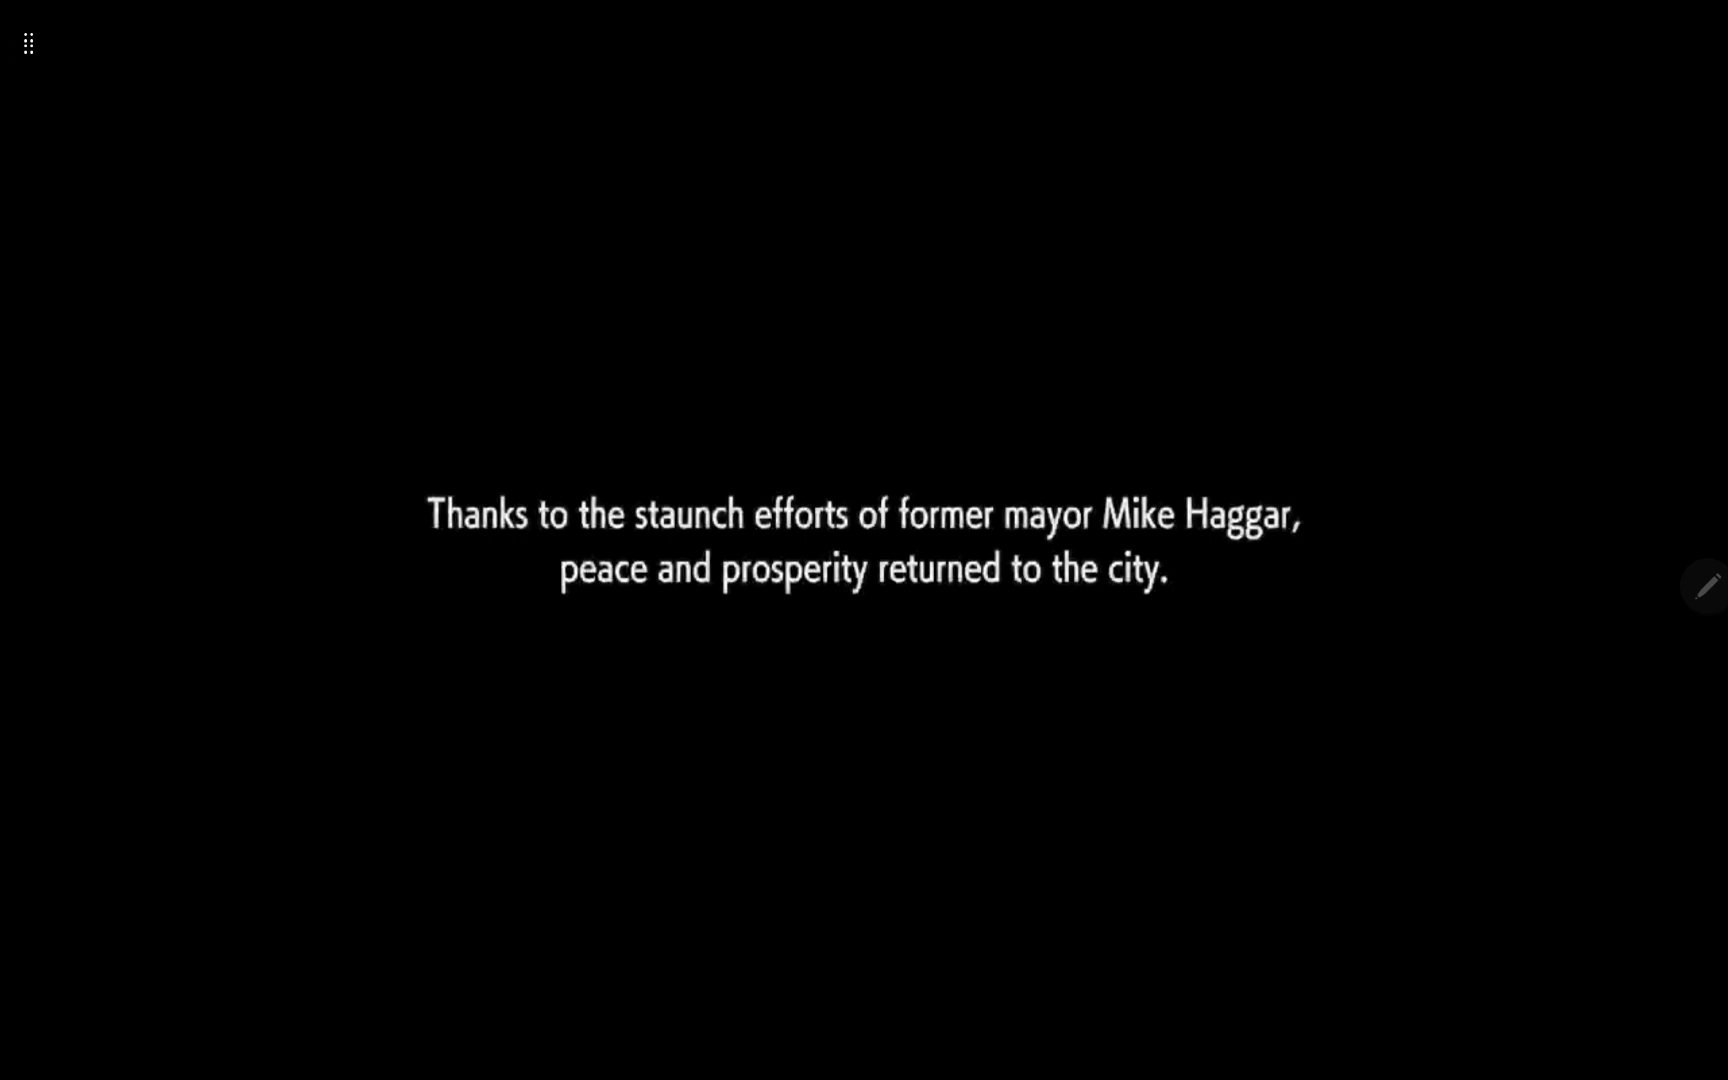 Thanks to the staunch efforts of former mayor Mike Haggar,
peace and prosperity returned to the city.